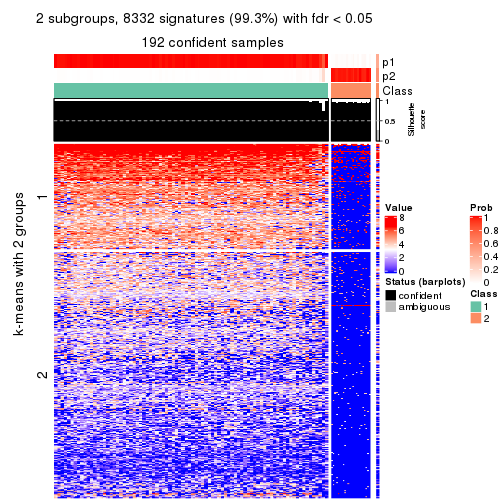 2 subgroups, 8332 signatures (99.3%) with fdr < 0.05
192 confident samples
p1
p2
Class
1
0.5
0
Silhouette
score
k-means with 2 groups
1
2
Value
8
6
4
2
0
Status (barplots)
confident
ambiguous
Prob
1
0.8
0.6
0.4
0.2
0
Class
1
2